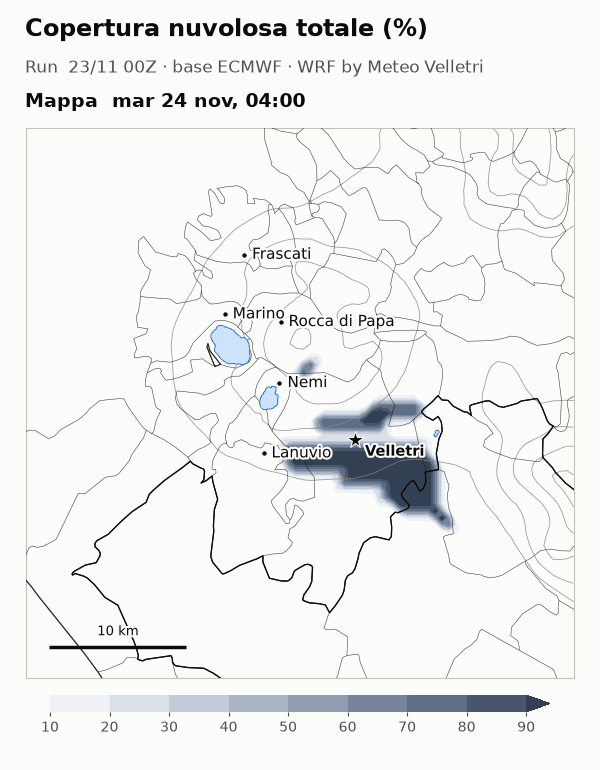 Copertura nuvolosa totale (%)
Run  23/11 00Z · base ECMWF · WRF by Meteo Velletri
Mappa  mar 24 nov, 04:00
Frascati
Marino
Rocca di Papa
Nemi
Velletri
Lanuvio
10 km
10 20 30 40 50 60 70 80 90